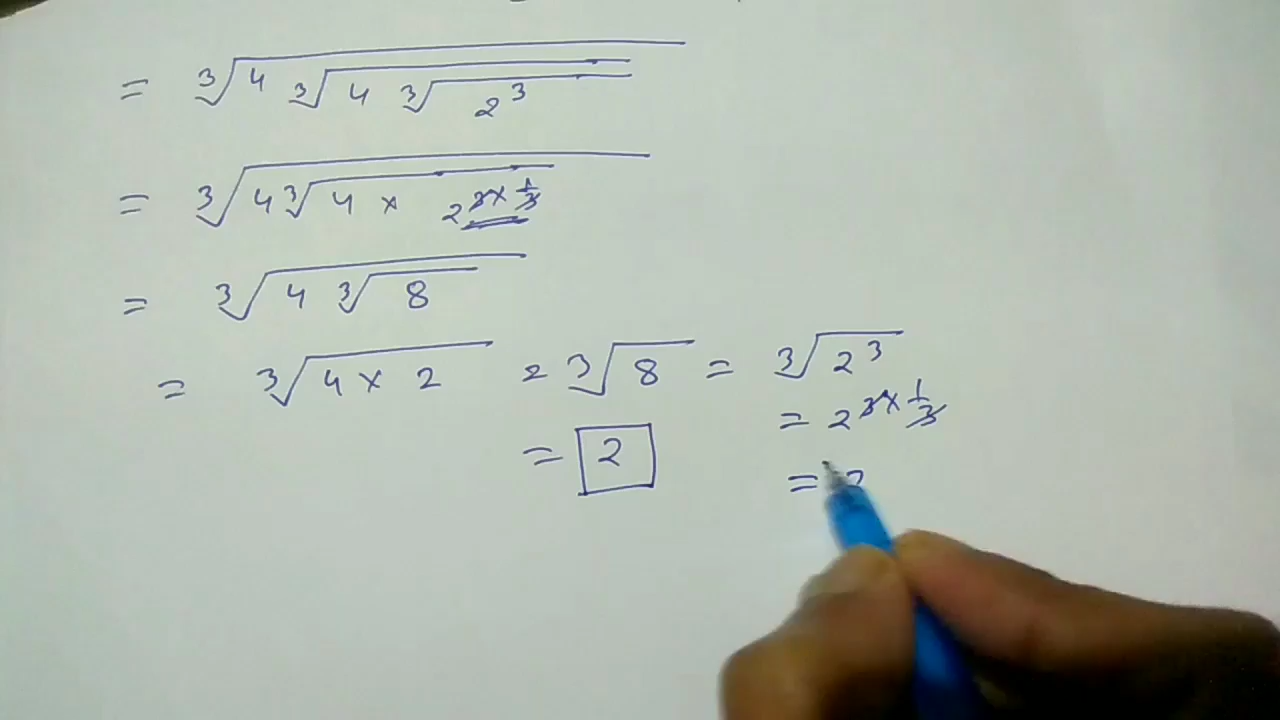 = ∛(4 ∛(4 ∛(2³)))
= ∛(4 ∛(4 × 2^(3×1/3)))
= ∛(4 ∛8)
= ∛(4 × 2) = ∛8 = ∛(2³)
= 2^(3×1/3)
= 2
=